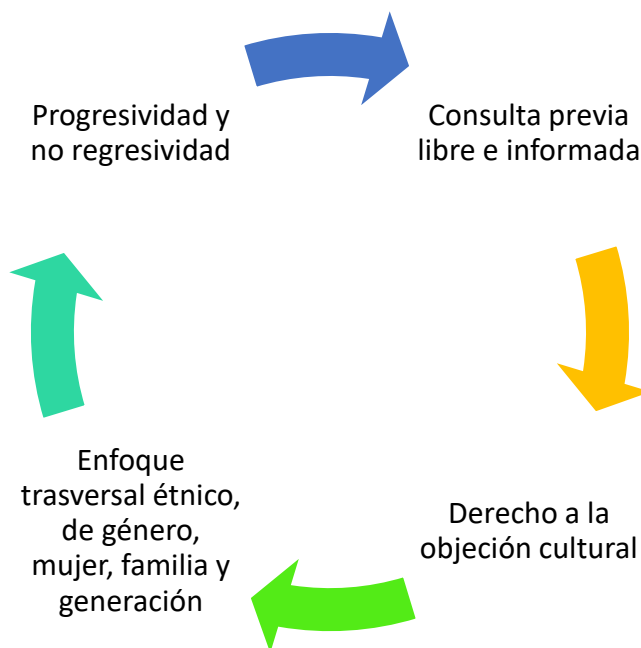 Progresividad y
no regresividad
Consulta previa
libre e informada
Derecho a la
objeción cultural
Enfoque
trasversal étnico,
de género,
mujer, familia y
generación